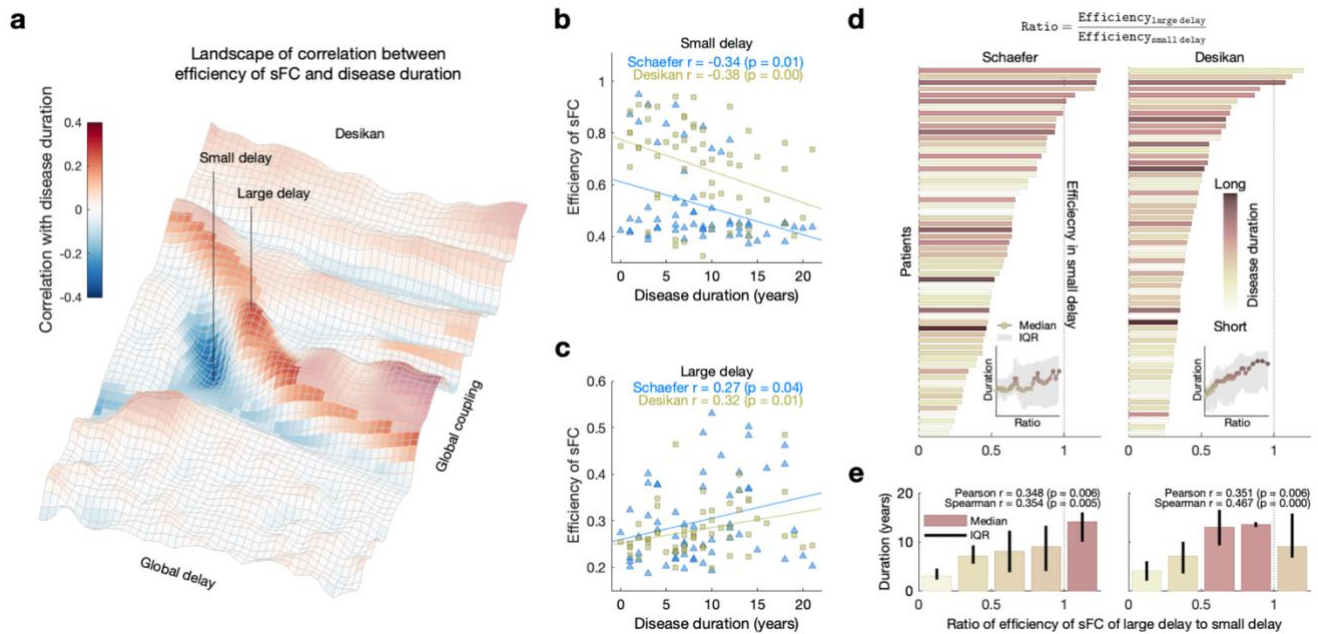 a
Landscape of correlation between
efficiency of sFC and disease duration
Correlation with disease duration
0.4
0.2
0
-0.2
-0.4
Desikan
Small delay
Large delay
Global coupling
Global delay
b
Small delay
Schaefer r = -0.34 (p = 0.01)
Desikan r = -0.38 (p = 0.00)
Efficiency of sFC
1
0.8
0.6
0.4
0 5 10 15 20
Disease duration (years)
c
Large delay
Schaefer r = 0.27 (p = 0.04)
Desikan r = 0.32 (p = 0.01)
Efficiency of sFC
0.6
0.5
0.4
0.3
0.2
0 5 10 15 20
Disease duration (years)
d
Ratio = Efficiency large delay
Efficiency small delay
Schaefer
Patients
Efficiecny in small delay
Median
IQR
Duration
Ratio
0 0.5 1
Desikan
Long
Disease duration
Short
Duration
Ratio
0 0.5 1
e
Duration (years)
20
10
0
Pearson r = 0.348 (p = 0.006)
Spearman r = 0.354 (p = 0.005)
Median
IQR
0 0.5 1
Pearson r = 0.351 (p = 0.006)
Spearman r = 0.467 (p = 0.000)
0 0.5 1
Ratio of efficiency of sFC of large delay to small delay